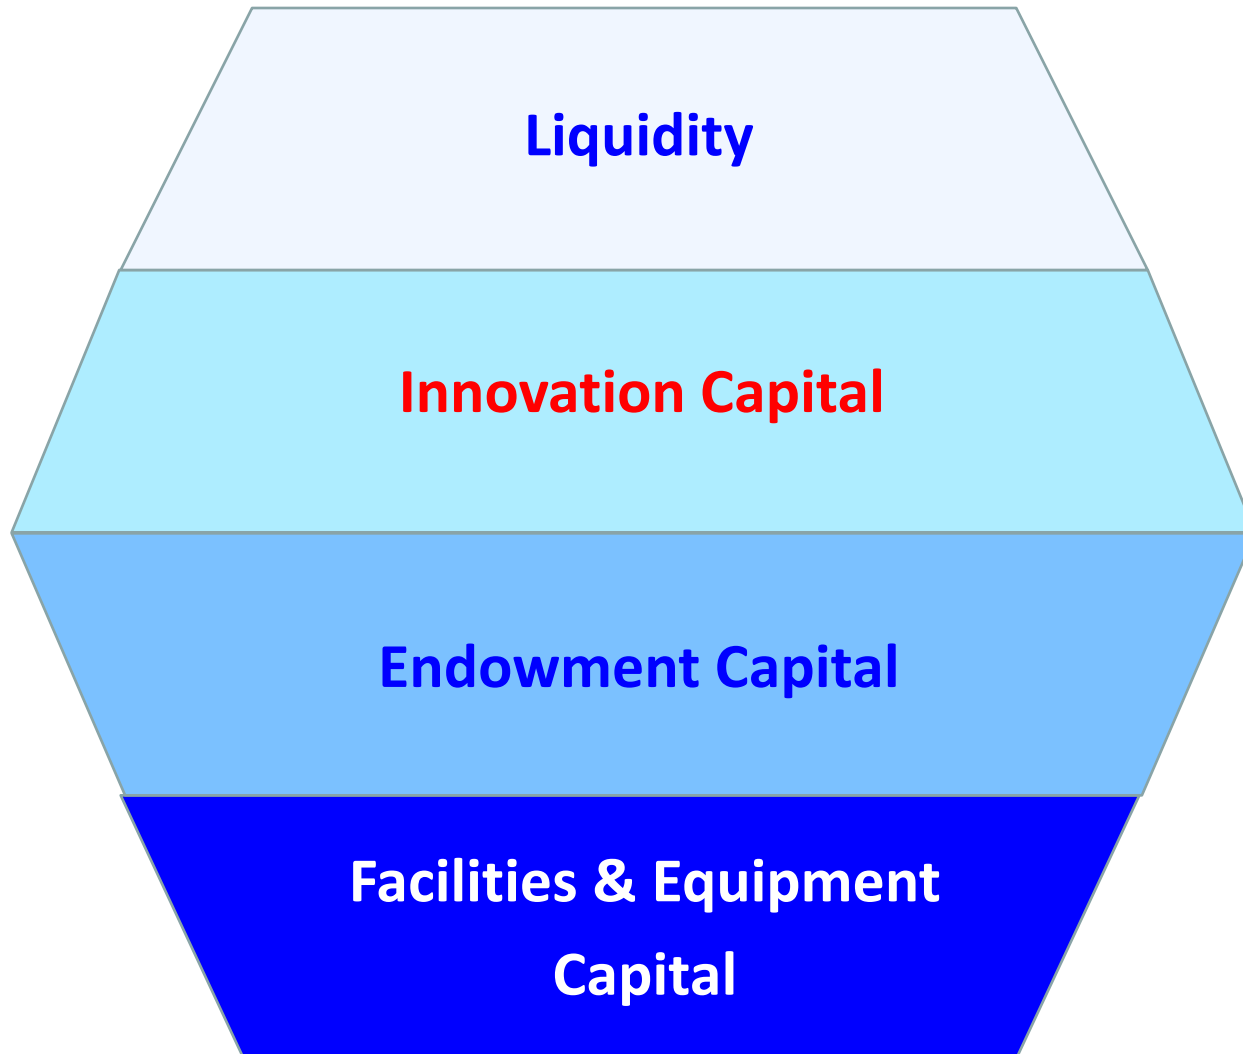 Liquidity
Innovation Capital
Endowment Capital
Facilities & Equipment
Capital